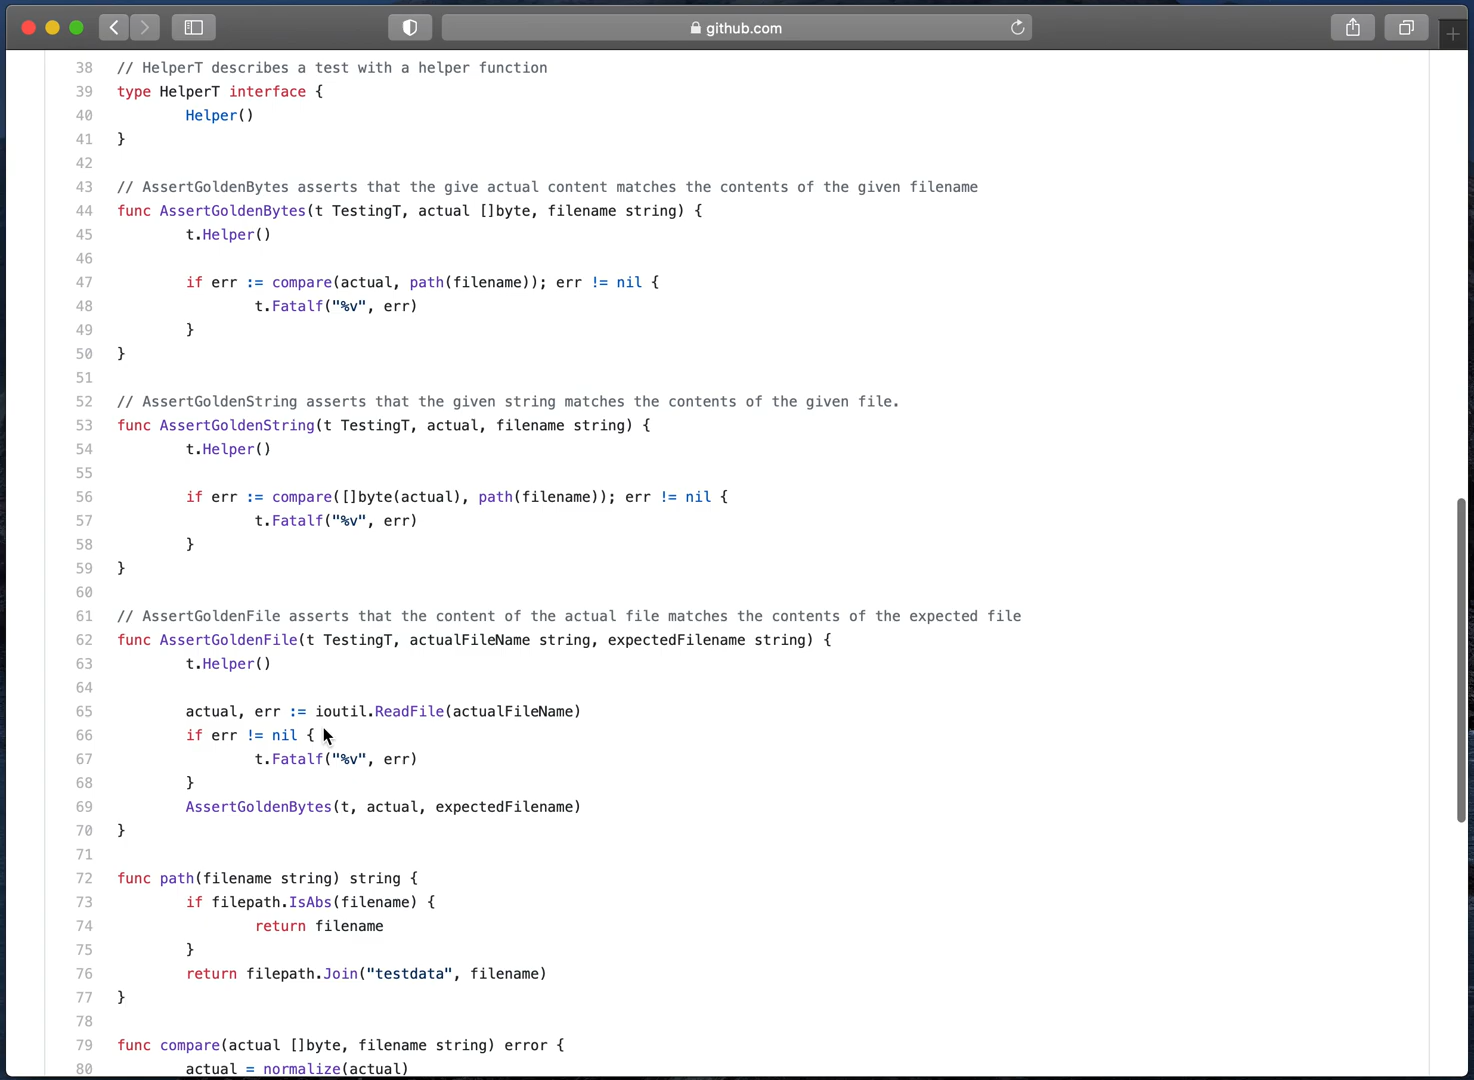 github.com
38 // HelperT describes a test with a helper function
39 type HelperT interface {
40 Helper()
41 }
42
43 // AssertGoldenBytes asserts that the give actual content matches the contents of the given filename
44 func AssertGoldenBytes(t TestingT, actual []byte, filename string) {
45 t.Helper()
46
47 if err := compare(actual, path(filename)); err != nil {
48 t.Fatalf("%v", err)
49 }
50 }
51
52 // AssertGoldenString asserts that the given string matches the contents of the given file.
53 func AssertGoldenString(t TestingT, actual, filename string) {
54 t.Helper()
55
56 if err := compare([]byte(actual), path(filename)); err != nil {
57 t.Fatalf("%v", err)
58 }
59 }
60
61 // AssertGoldenFile asserts that the content of the actual file matches the contents of the expected file
62 func AssertGoldenFile(t TestingT, actualFileName string, expectedFilename string) {
63 t.Helper()
64
65 actual, err := ioutil.ReadFile(actualFileName)
66 if err != nil {
67 t.Fatalf("%v", err)
68 }
69 AssertGoldenBytes(t, actual, expectedFilename)
70 }
71
72 func path(filename string) string {
73 if filepath.IsAbs(filename) {
74 return filename
75 }
76 return filepath.Join("testdata", filename)
77 }
78
79 func compare(actual []byte, filename string) error {
80 actual = normalize(actual)